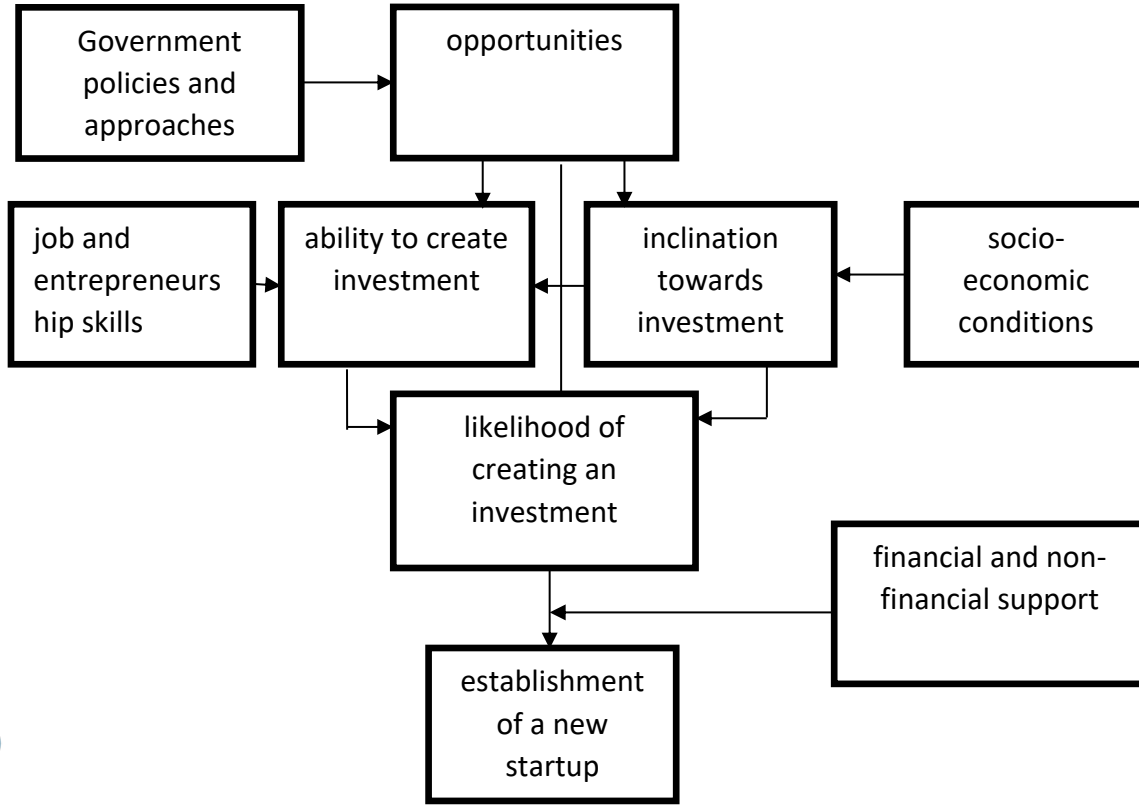 Government
policies and
approaches
opportunities
job and
entrepreneurs
hip skills
ability to create
investment
inclination
towards
investment
socio-
economic
conditions
likelihood of
creating an
investment
financial and non-
financial support
establishment
of a new
startup